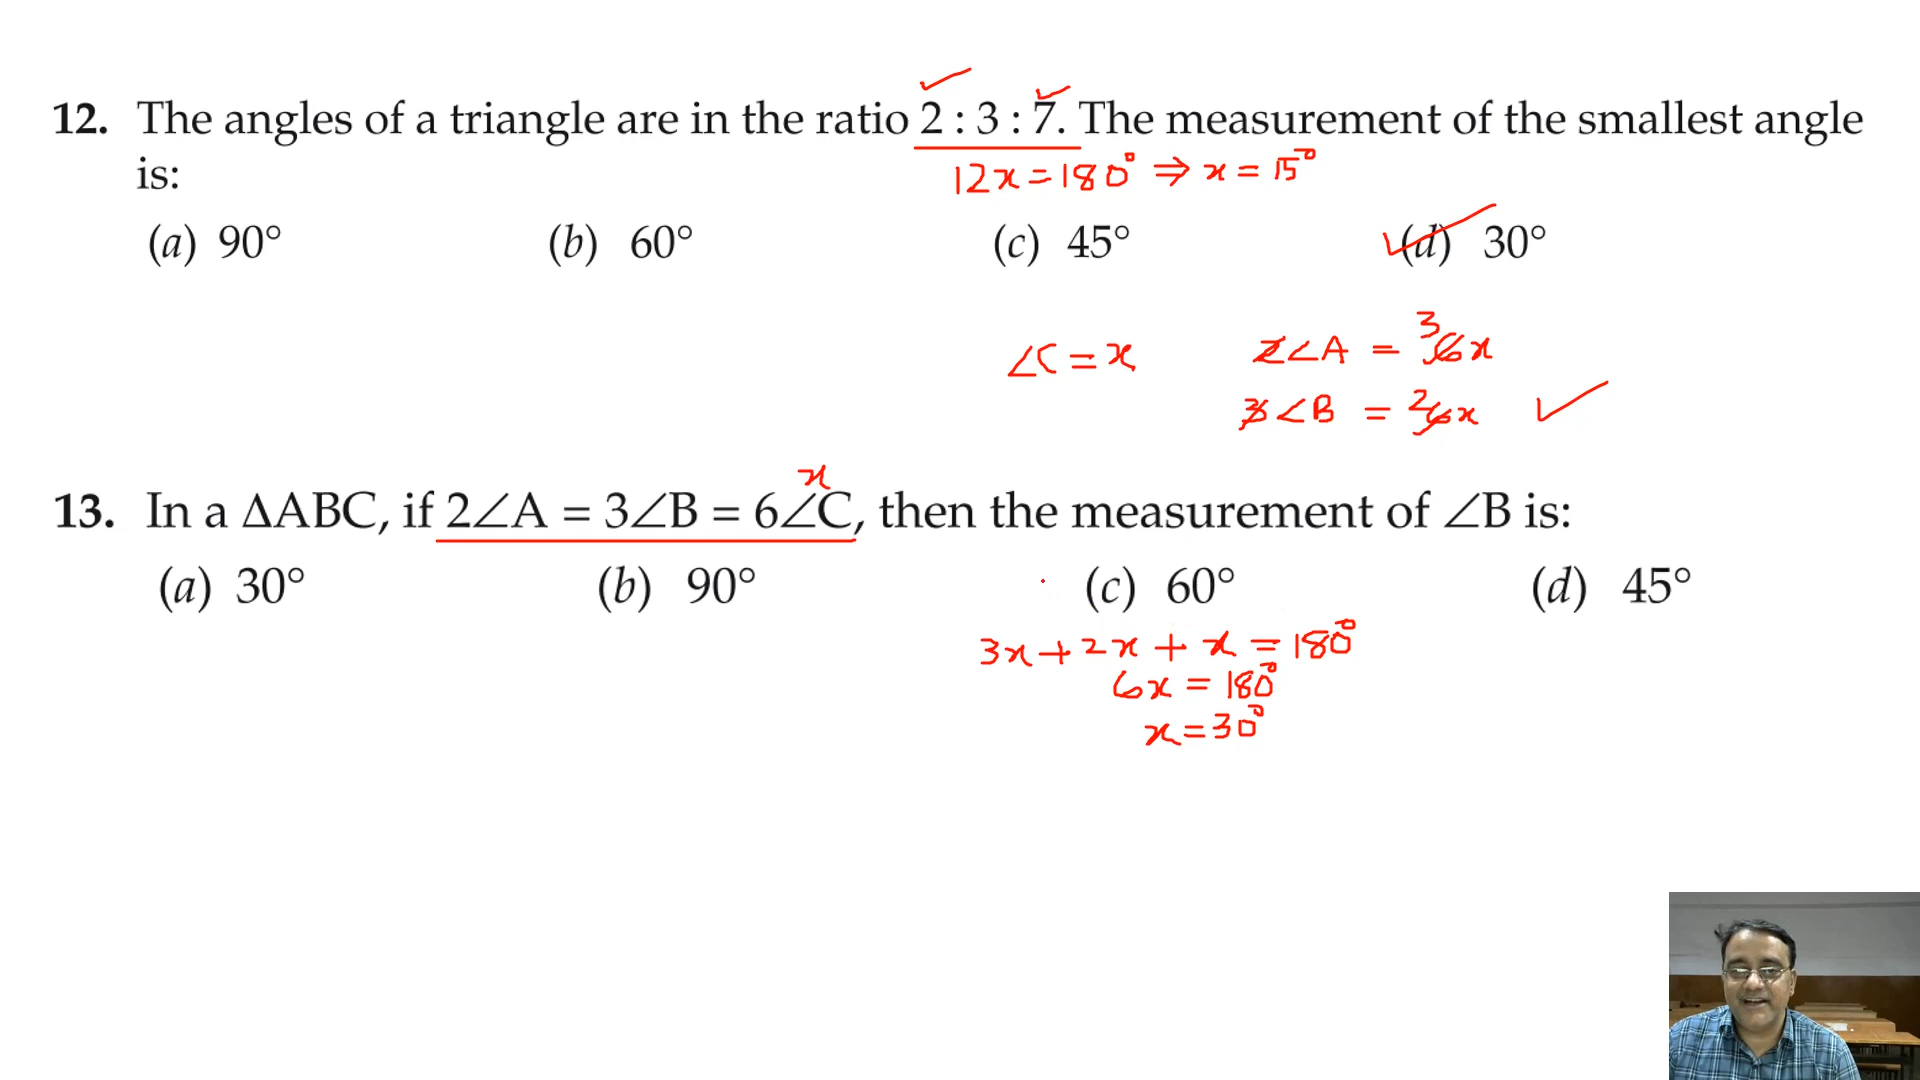 12. The angles of a triangle are in the ratio 2 : 3 : 7. The measurement of the smallest angle
is:
12x = 180° ⇒ x = 15°
(a) 90° (b) 60° (c) 45° (d) 30°
∠C = x
2∠A = 3 6x
3∠B = 2 6x
x
13. In a ΔABC, if 2∠A = 3∠B = 6∠C, then the measurement of ∠B is:
(a) 30° (b) 90° (c) 60° (d) 45°
3x + 2x + x = 180°
6x = 180°
x = 30°